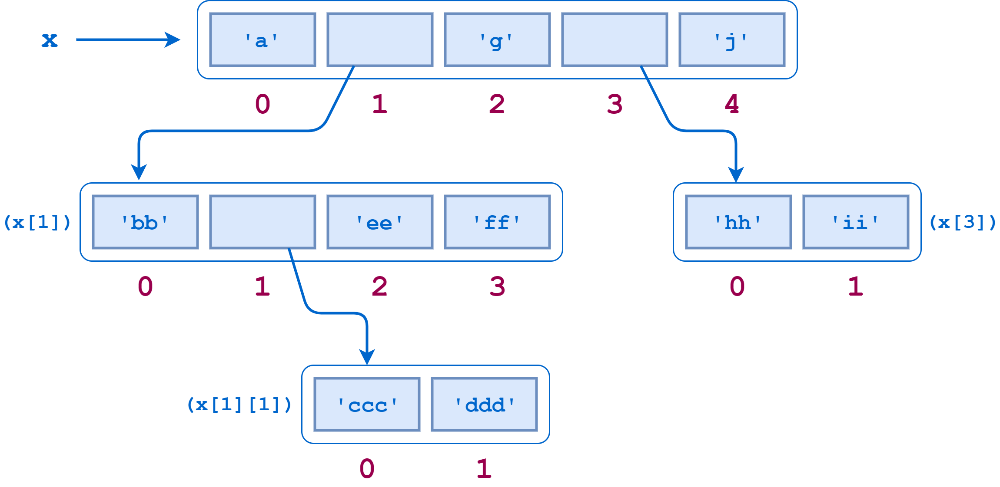 x 'a' 'g' 'j'
0 1 2 3 4
(x[1]) 'bb' 'ee' 'ff' 'hh' 'ii' (x[3])
0 1 2 3 0 1
(x[1][1]) 'ccc' 'ddd'
0 1